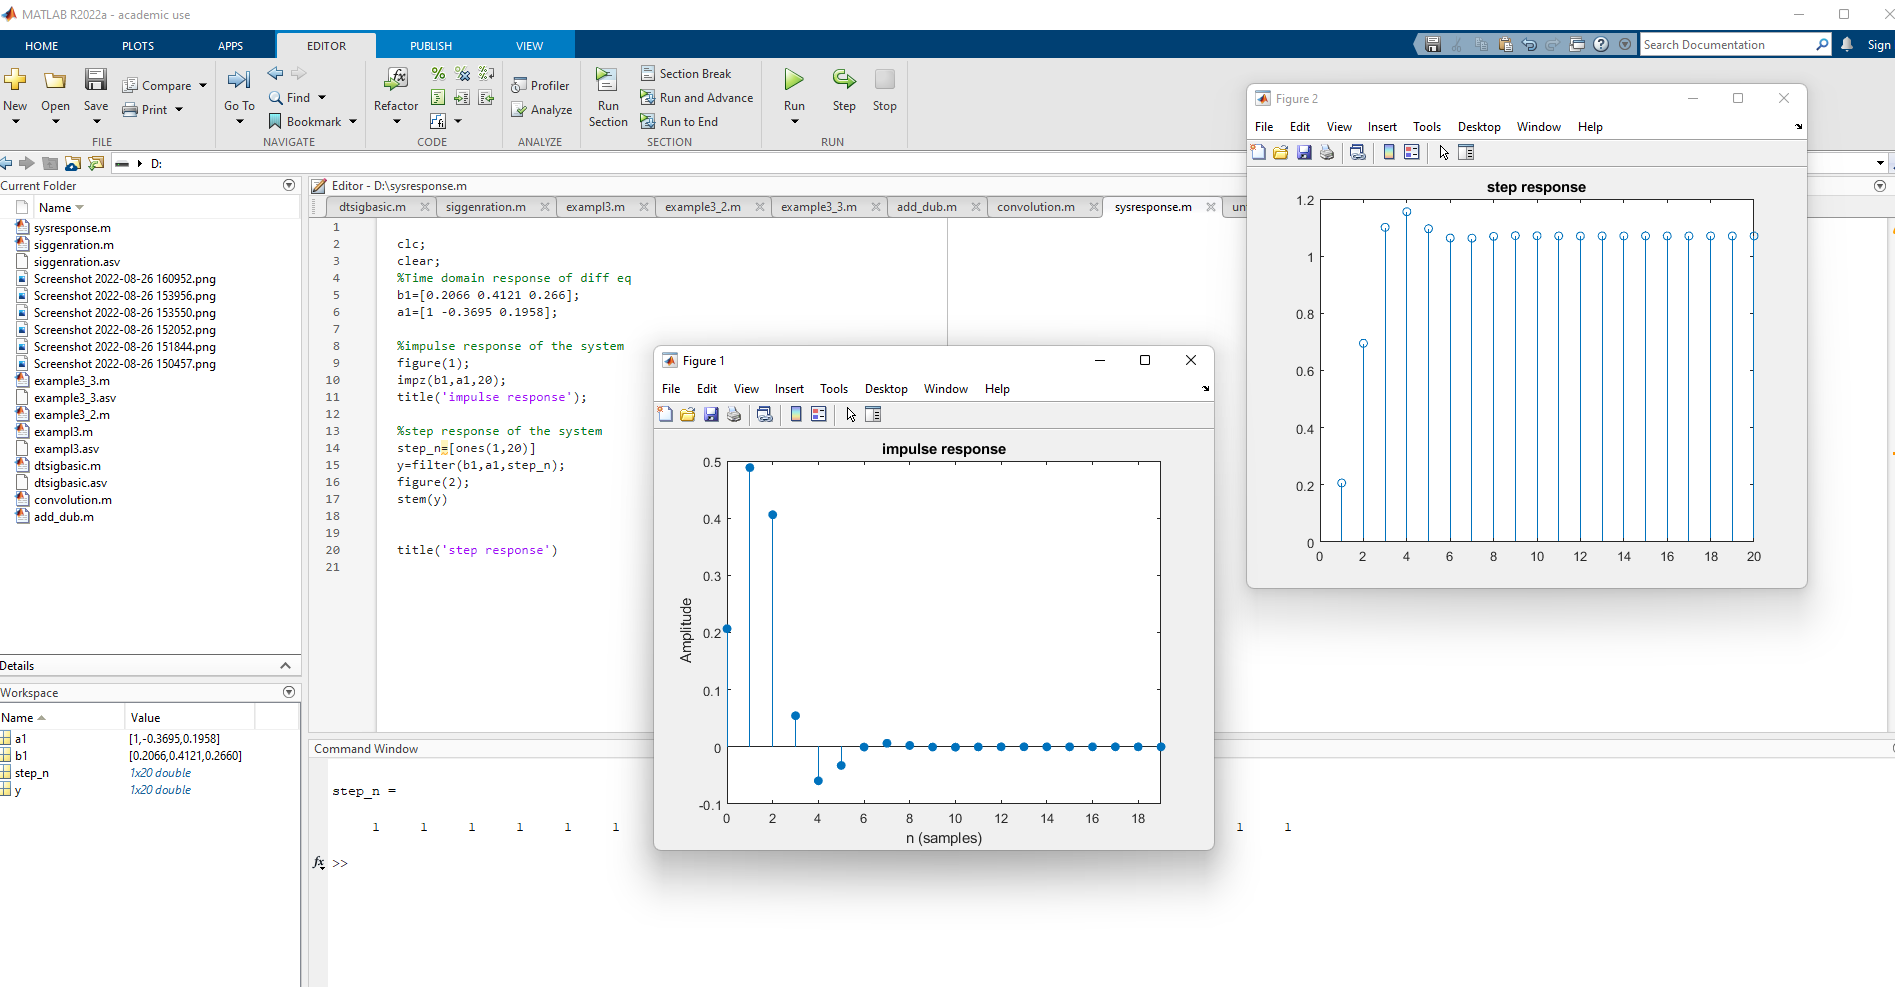 MATLAB R2022a - academic use
HOME PLOTS APPS EDITOR PUBLISH VIEW
Search Documentation
Sign
New Open Save
Compare
Print
FILE
Go To
Find
Bookmark
NAVIGATE
Refactor
CODE
Profiler
Analyze
ANALYZE
Run Section
Section Break
Run and Advance
Run to End
SECTION
Run Step Stop
RUN
D:
Current Folder
Name
sysresponse.m
siggenration.m
siggenration.asv
Screenshot 2022-08-26 160952.png
Screenshot 2022-08-26 153956.png
Screenshot 2022-08-26 153550.png
Screenshot 2022-08-26 152052.png
Screenshot 2022-08-26 151844.png
Screenshot 2022-08-26 150457.png
example3_3.m
example3_3.asv
example3_2.m
exampl3.m
exampl3.asv
dtsigbasic.m
dtsigbasic.asv
convolution.m
add_dub.m
Details
Workspace
Name Value
a1 [1,-0.3695,0.1958]
b1 [0.2066,0.4121,0.2660]
step_n 1x20 double
y 1x20 double
Editor - D:\sysresponse.m
dtsigbasic.m siggenration.m exampl3.m example3_2.m example3_3.m add_dub.m convolution.m sysresponse.m un
1
2 clc;
3 clear;
4 %Time domain response of diff eq
5 b1=[0.2066 0.4121 0.266];
6 a1=[1 -0.3695 0.1958];
7
8 %impulse response of the system
9 figure(1);
10 impz(b1,a1,20);
11 title('impulse response');
12
13 %step response of the system
14 step_n=[ones(1,20)]
15 y=filter(b1,a1,step_n);
16 figure(2);
17 stem(y)
18
19
20 title('step response')
21
Command Window
step_n =
1 1 1 1 1 1 1 1
fx >>
Figure 1
File Edit View Insert Tools Desktop Window Help
impulse response
0.5
0.4
0.3
0.2
0.1
0
-0.1
Amplitude
0 2 4 6 8 10 12 14 16 18
n (samples)
Figure 2
File Edit View Insert Tools Desktop Window Help
step response
1.2
1
0.8
0.6
0.4
0.2
0
0 2 4 6 8 10 12 14 16 18 20